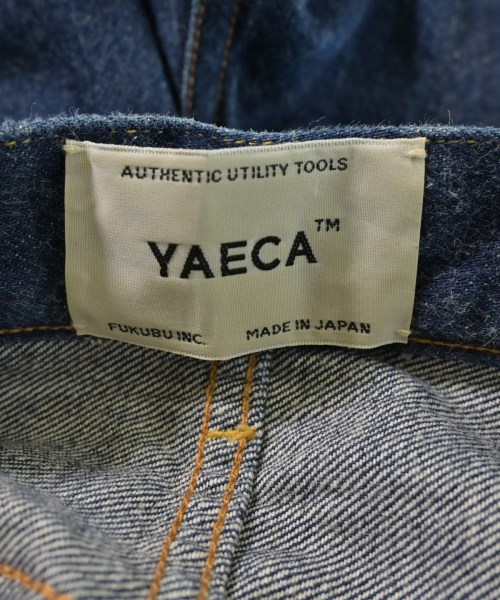 AUTHENTIC UTILITY TOOLS
YAECA™
FUKUBU INC. MADE IN JAPAN